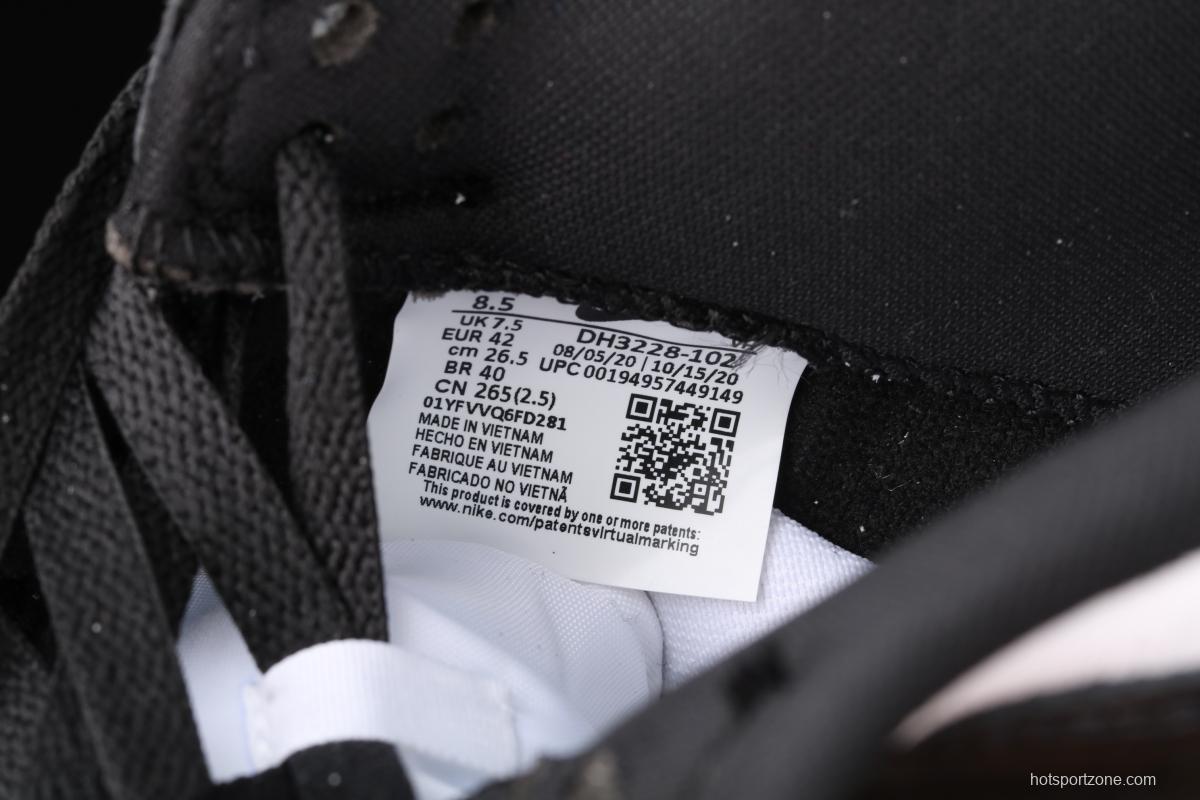 8.5
UK 7.5
EUR 42
cm 26.5
BR 40
CN 265(2.5)
DH3228-102
08/05/20 | 10/15/20
UPC 00194957449149
01YFVVQ6FD281
MADE IN VIETNAM
HECHO EN VIETNAM
FABRIQUE AU VIETNAM
FABRICADO NO VIETNÃ
This product is covered by one or more patents:
www.nike.com/patentsvirtualmarking
hotsportzone.com